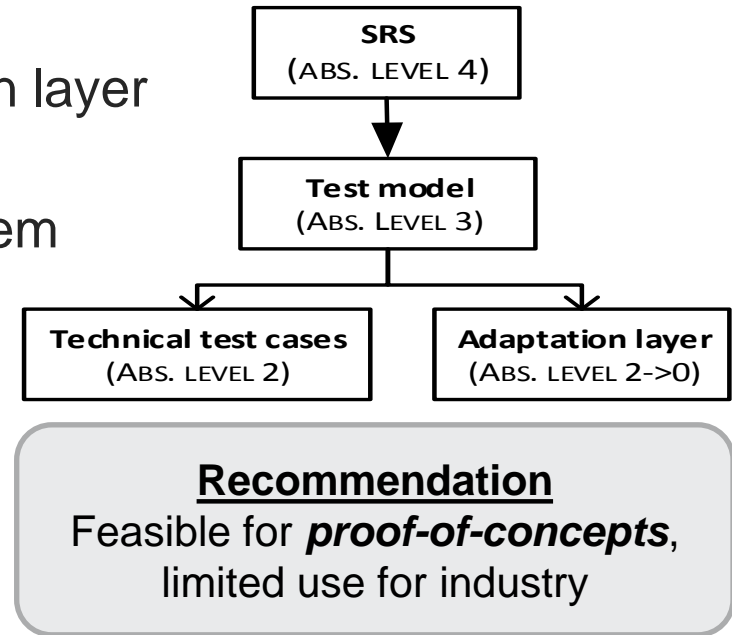 n layer
em
SRS
(ABS. LEVEL 4)
Test model
(ABS. LEVEL 3)
Technical test cases
(ABS. LEVEL 2)
Adaptation layer
(ABS. LEVEL 2->0)
Recommendation
Feasible for proof-of-concepts,
limited use for industry